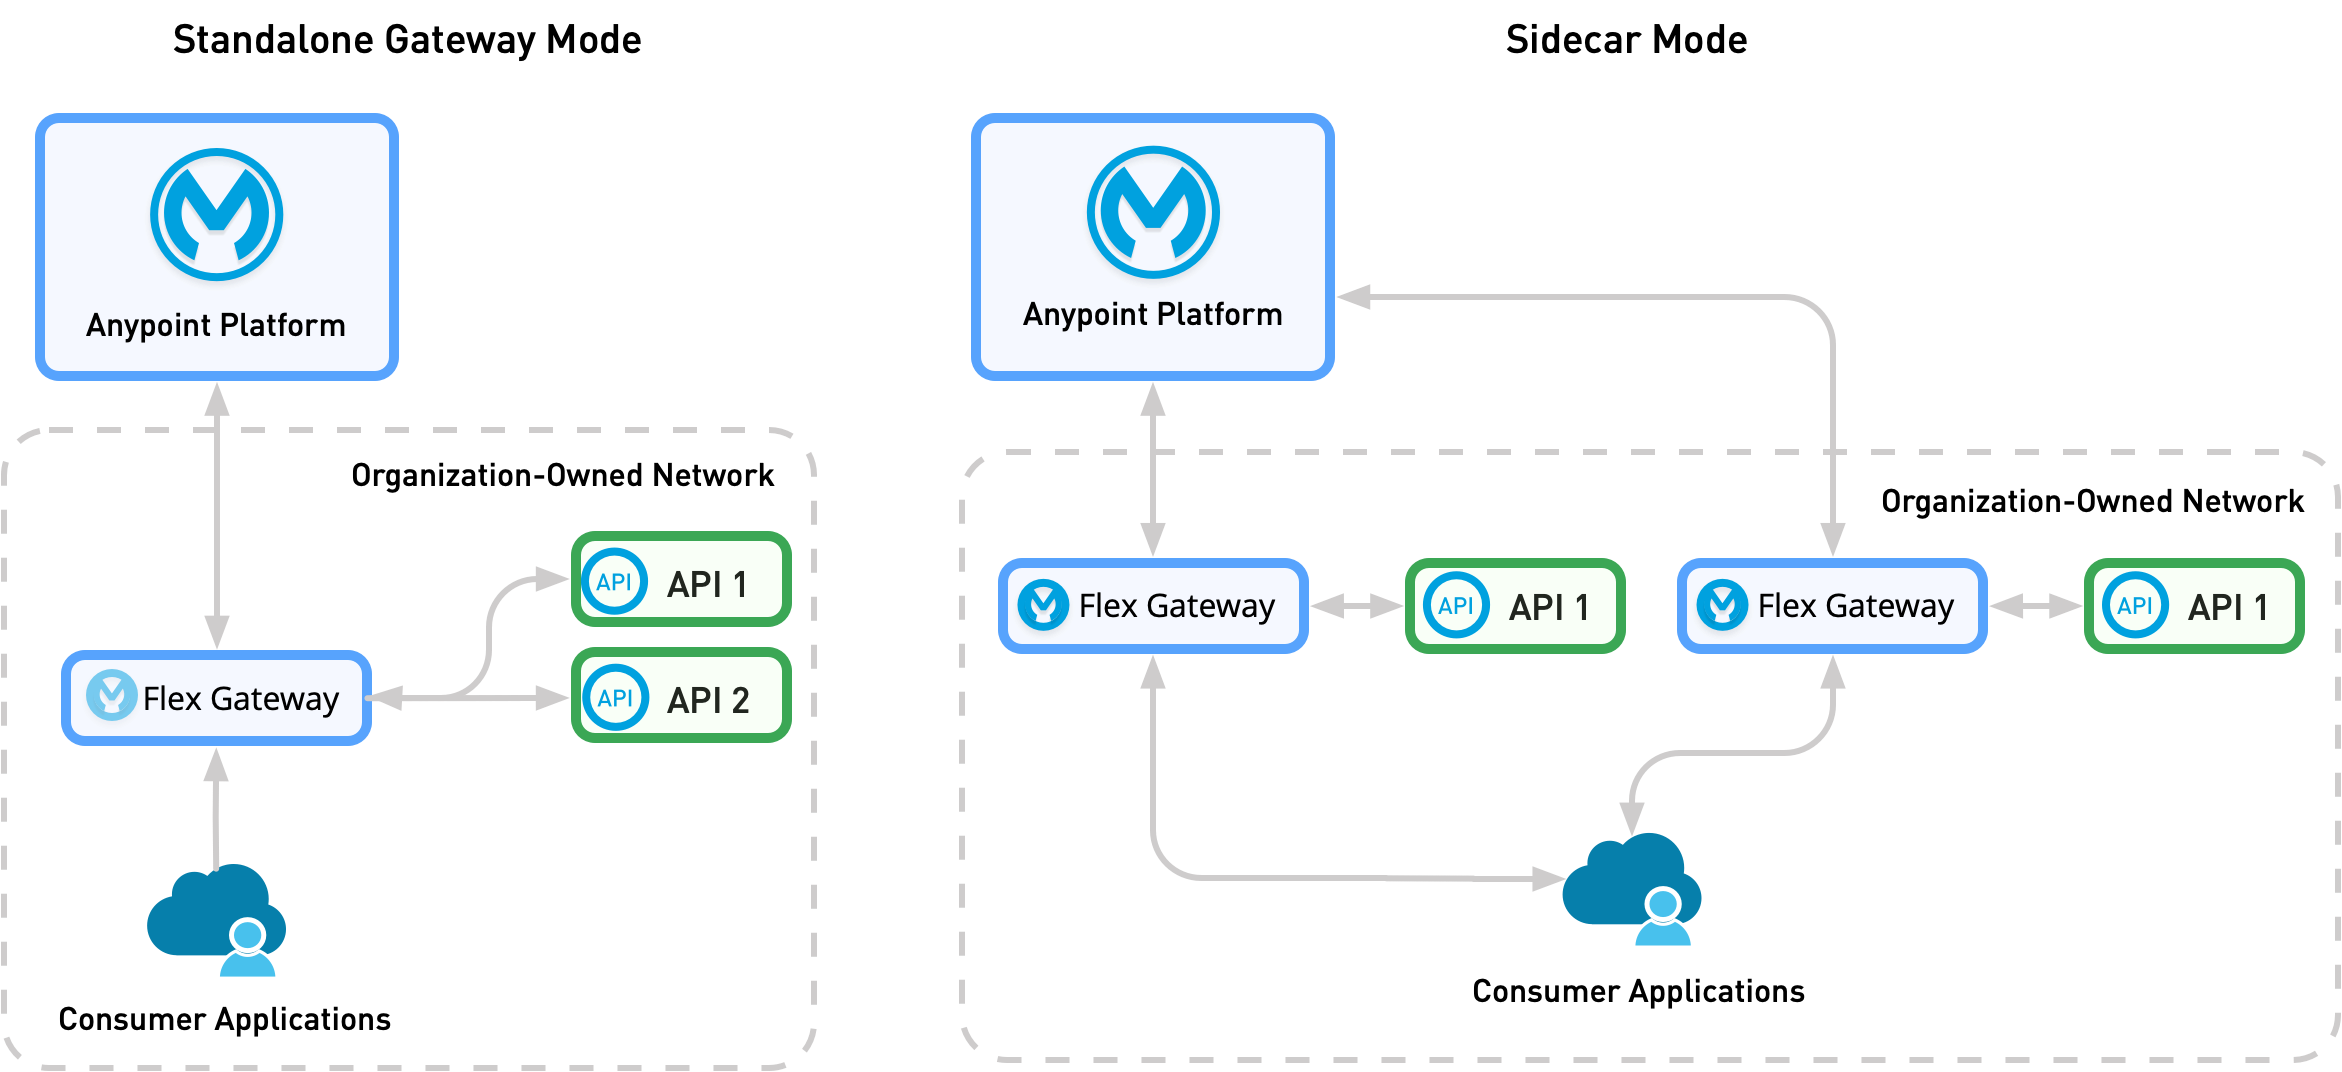 Standalone Gateway Mode
Anypoint Platform
Organization-Owned Network
API API 1
Flex Gateway
API API 2
Consumer Applications
Sidecar Mode
Anypoint Platform
Organization-Owned Network
Flex Gateway
API API 1
Flex Gateway
API API 1
Consumer Applications